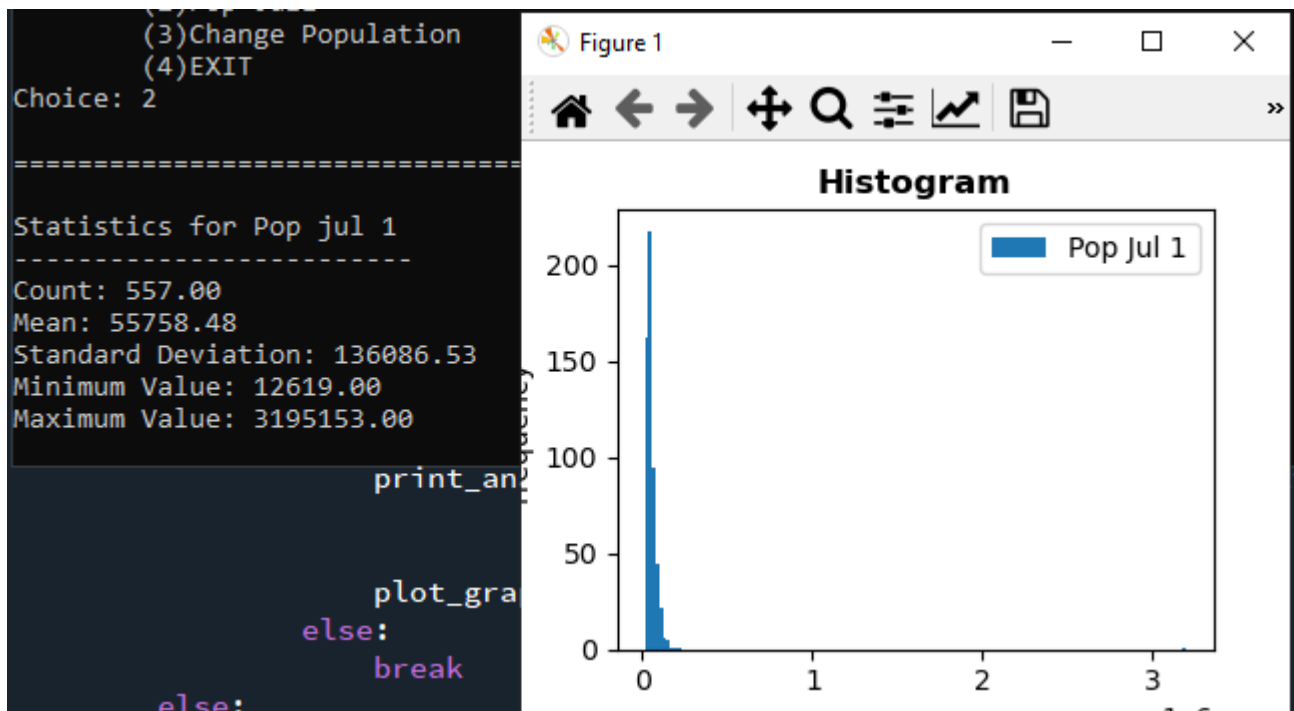 (3)Change Population
(4)EXIT
Choice: 2
=================================
Statistics for Pop jul 1
--------------------------
Count: 557.00
Mean: 55758.48
Standard Deviation: 136086.53
Minimum Value: 12619.00
Maximum Value: 3195153.00
print_an
plot_gra
else:
break
else:
Figure 1
»
Histogram
Pop Jul 1
200
150
100
50
0
0 1 2 3